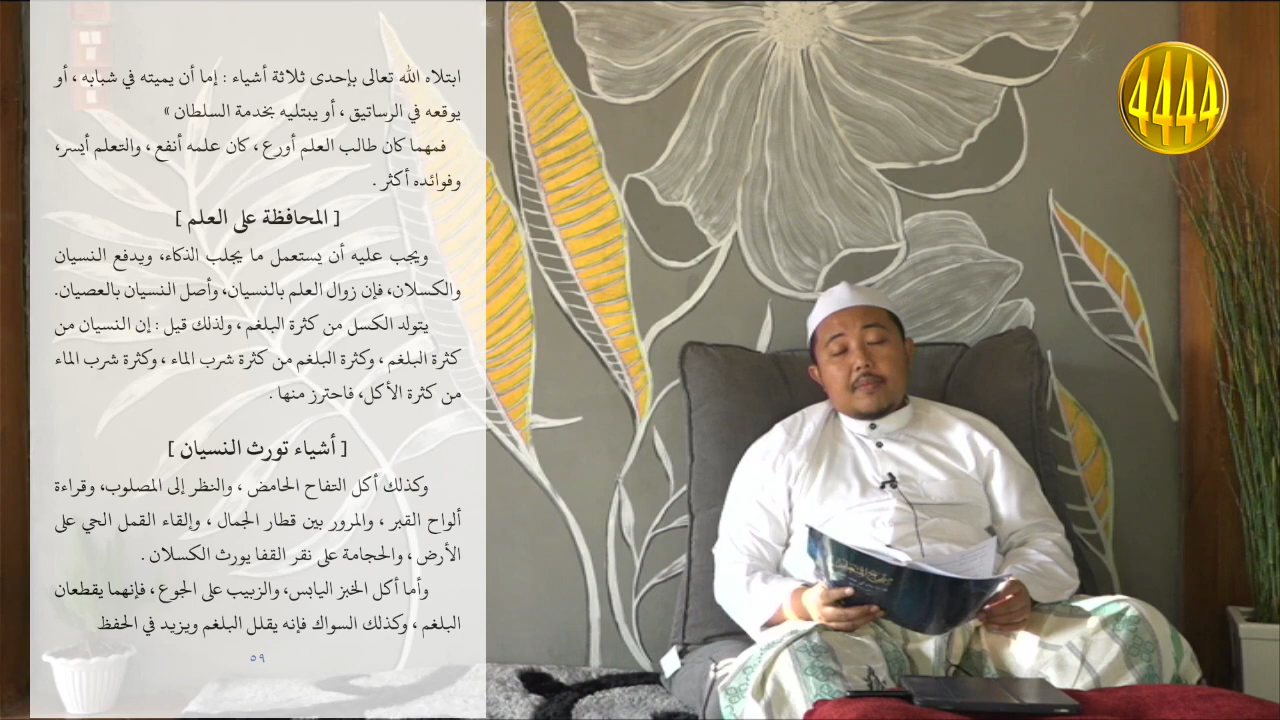 ابتلاه الله تعالى بإحدى ثلاثة أشياء : إما أن يميته في شبابه ، أو
يوقعه في الرساتيق ، أو يبتليه بخدمة السلطان »
فمهما كان طالب العلم أورع ، كان علمه أنفع ، والتعلم أيسر،
وفوائده أكثر .
[ المحافظة على العلم ]
ويجب عليه أن يستعمل ما يجلب الذكاء، ويدفع النسيان
والكسلان، فإن زوال العلم بالنسيان، وأصل النسيان بالعصيان.
يتولد الكسل من كثرة البلغم ، ولذلك قيل : إن النسيان من
كثرة البلغم ، وكثرة البلغم من كثرة شرب الماء ، وكثرة شرب الماء
من كثرة الأكل، فاحترز منها .
[ أشياء تورث النسيان ]
وكذلك أكل التفاح الحامض ، والنظر إلى المصلوب، وقراءة
ألواح القبر ، والمرور بين قطار الجمال ، وإلقاء القمل الحي على
الأرض ، والحجامة على نقر القفا يورث الكسلان .
وأما أكل الخبز اليابس، والزبيب على الجوع ، فإنهما يقطعان
البلغم ، وكذلك السواك فإنه يقلل البلغم ويزيد في الحفظ
٥٩
4444